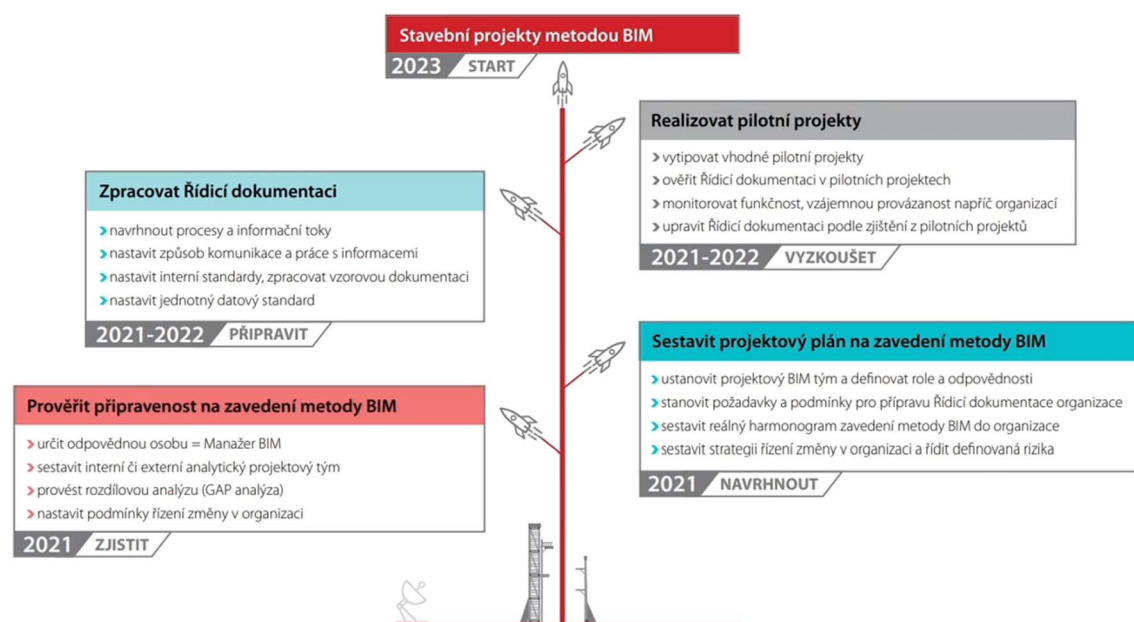 Stavební projekty metodou BIM
2023 START
Realizovat pilotní projekty
vytipovat vhodné pilotní projekty
ověřit Řídicí dokumentaci v pilotních projektech
monitorovat funkčnost, vzájemnou provázanost napříč organizací
upravit Řídicí dokumentaci podle zjištění z pilotních projektů
2021-2022 VYZKOUŠET
Zpracovat Řídicí dokumentaci
navrhnout procesy a informační toky
nastavit způsob komunikace a práce s informacemi
nastavit interní standardy, zpracovat vzorovou dokumentaci
nastavit jednotný datový standard
2021-2022 PŘIPRAVIT
Sestavit projektový plán na zavedení metody BIM
ustanovit projektový BIM tým a definovat role a odpovědnosti
stanovit požadavky a podmínky pro přípravu Řídicí dokumentace organizace
sestavit reálný harmonogram zavedení metody BIM do organizace
sestavit strategii řízení změny v organizaci a řídit definovaná rizika
2021 NAVRHNOUT
Prověřit připravenost na zavedení metody BIM
určit odpovědnou osobu = Manažer BIM
sestavit interní či externí analytický projektový tým
provést rozdílovou analýzu (GAP analýza)
nastavit podmínky řízení změny v organizaci
2021 ZJISTIT